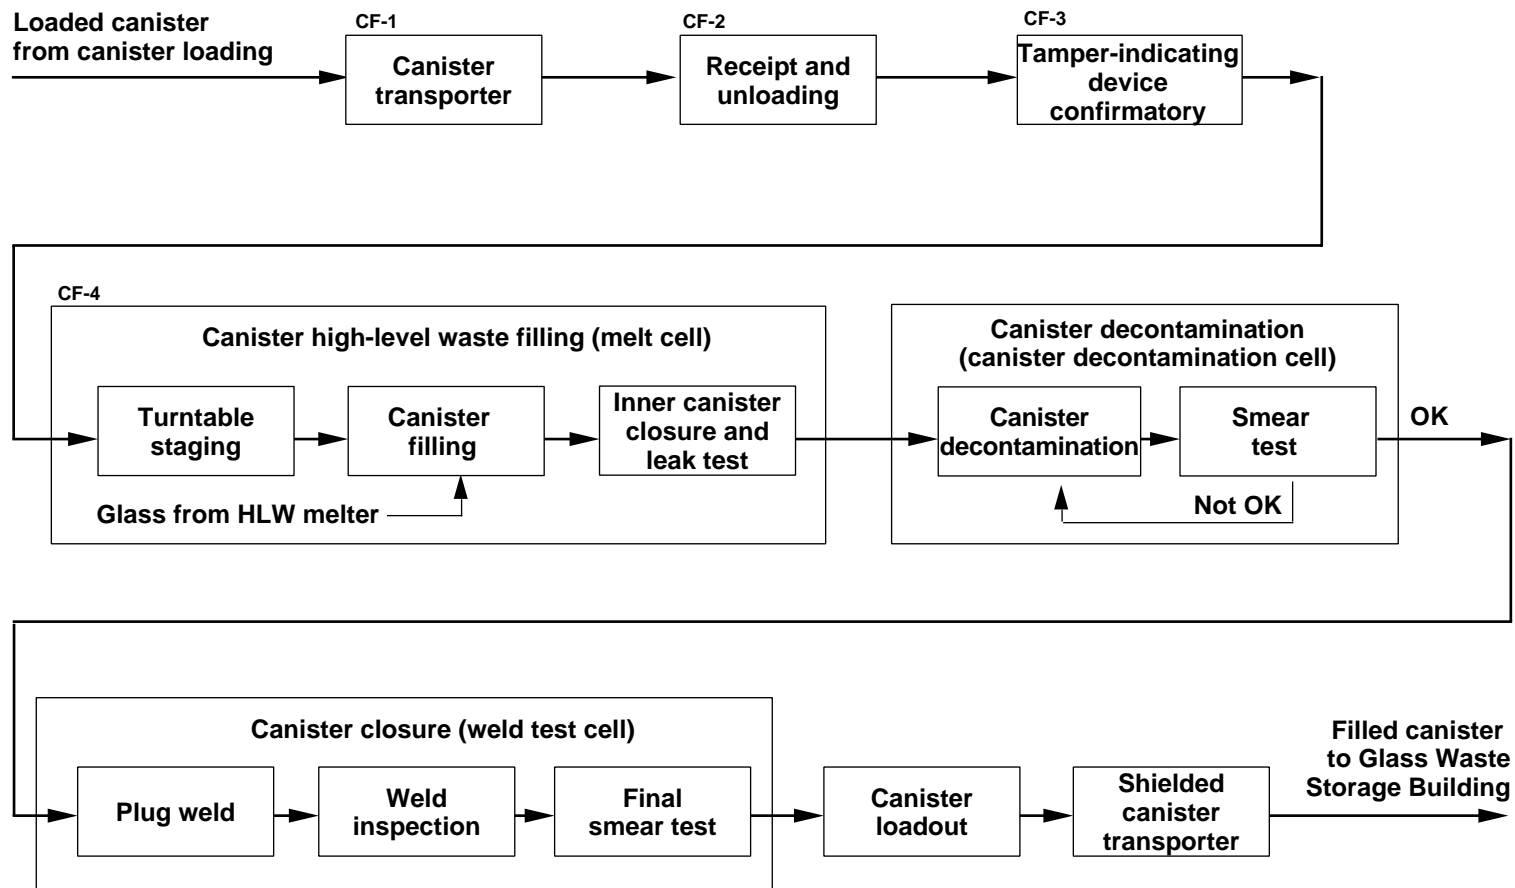 Loaded canister
from canister loading
CF-1
Canister
transporter
CF-2
Receipt and
unloading
CF-3
Tamper-indicating
device
confirmatory
CF-4
Canister high-level waste filling (melt cell)
Turntable
staging
Canister
filling
Inner canister
closure and
leak test
Glass from HLW melter
Canister decontamination
(canister decontamination cell)
Canister
decontamination
Smear
test
Not OK
OK
Canister closure (weld test cell)
Plug weld
Weld
inspection
Final
smear test
Canister
loadout
Shielded
canister
transporter
Filled canister
to Glass Waste
Storage Building